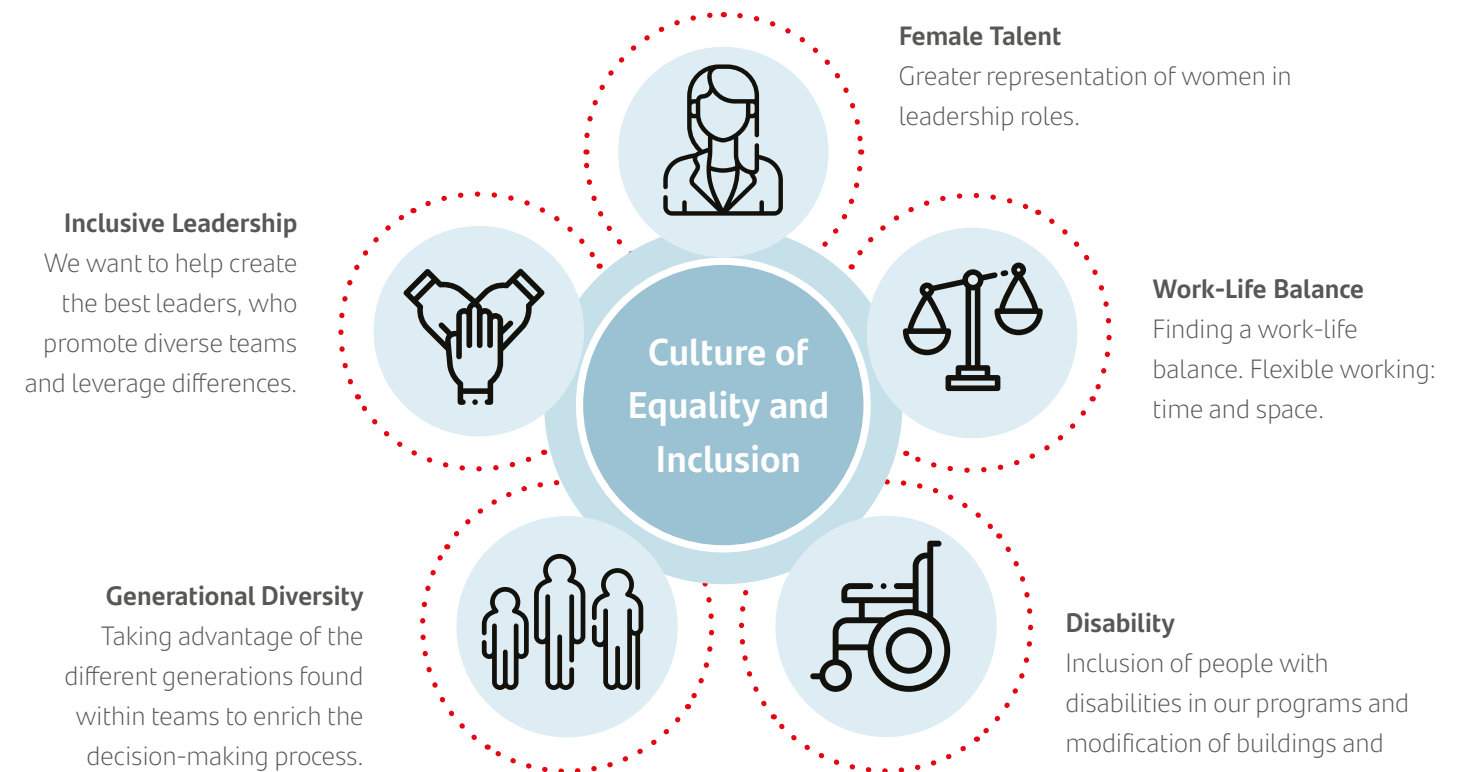 Female Talent
Greater representation of women in
leadership roles.
Inclusive Leadership
We want to help create
the best leaders, who
promote diverse teams
and leverage differences.
Culture of
Equality and
Inclusion
Work-Life Balance
Finding a work-life
balance. Flexible working:
time and space.
Generational Diversity
Taking advantage of the
different generations found
within teams to enrich the
decision-making process.
Disability
Inclusion of people with
disabilities in our programs and
modification of buildings and